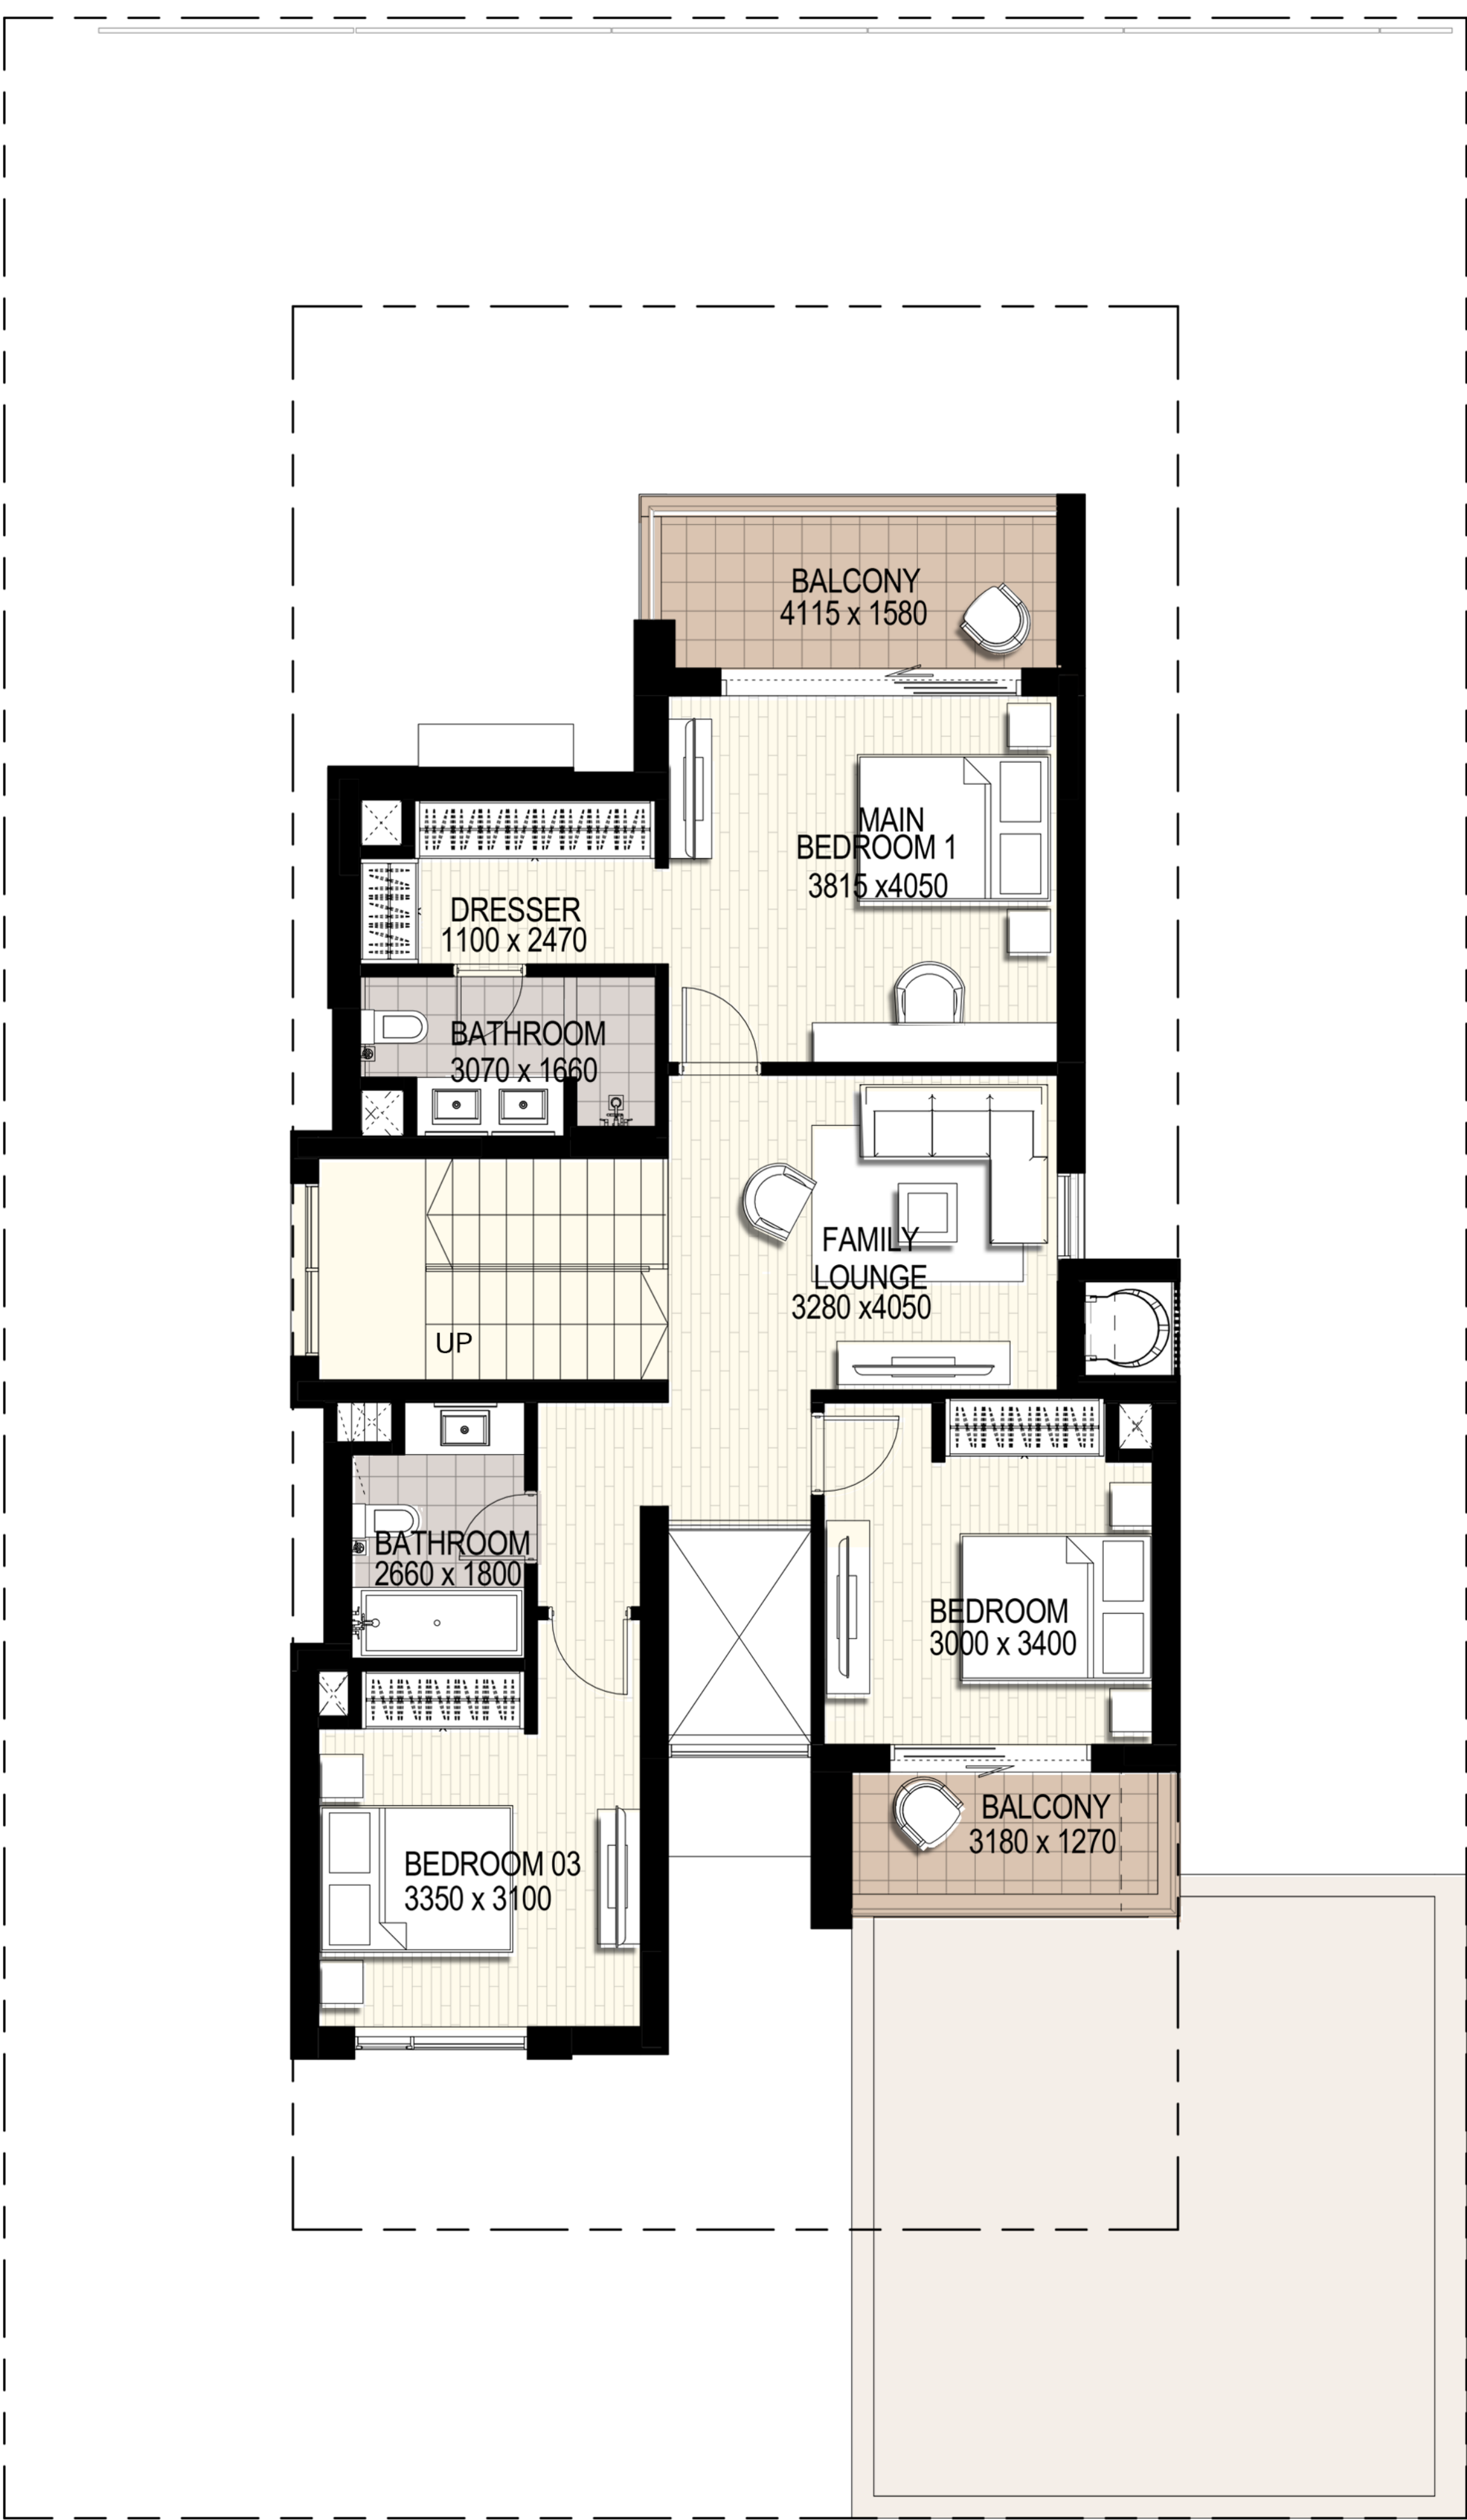 BALCONY
4115 x 1580
MAIN
BEDROOM 1
3815 x4050
DRESSER
1100 x 2470
BATHROOM
3070 x 1660
FAMILY
LOUNGE
3280 x4050
UP
BATHROOM
2660 x 1800
BEDROOM
3000 x 3400
BALCONY
3180 x 1270
BEDROOM 03
3350 x 3100